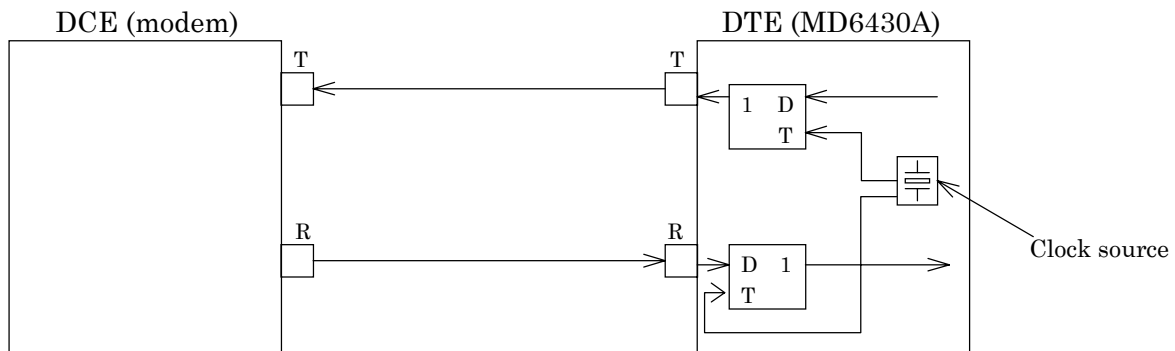 DCE (modem)
DTE (MD6430A)
T
T
1 D
T
R
R
D 1
T
Clock source